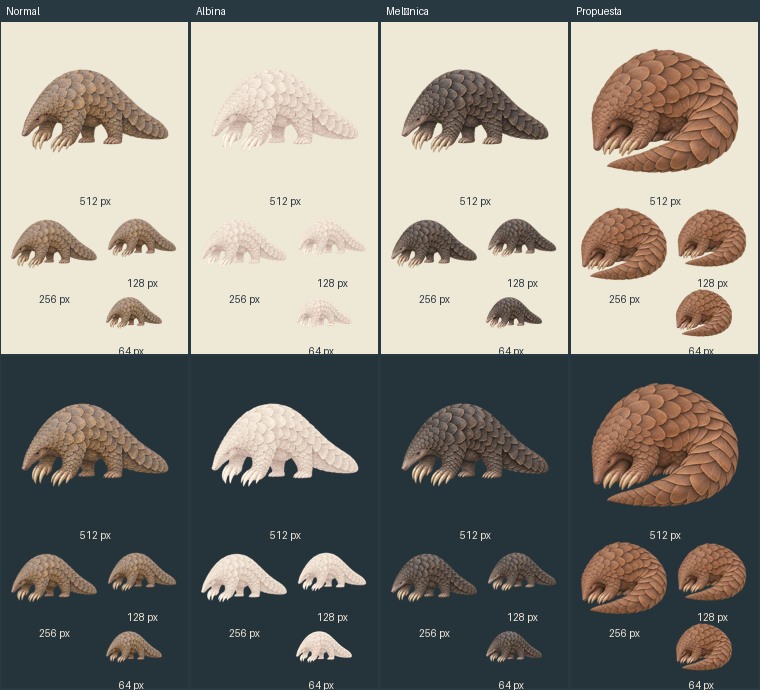 Normal Albina Mel▯nica Propuesta
512 px 512 px 512 px 512 px
128 px 128 px 128 px 128 px
256 px 256 px 256 px 256 px
64 px 64 px 64 px 64 px
512 px 512 px 512 px 512 px
128 px 128 px 128 px 128 px
256 px 256 px 256 px 256 px
64 px 64 px 64 px 64 px